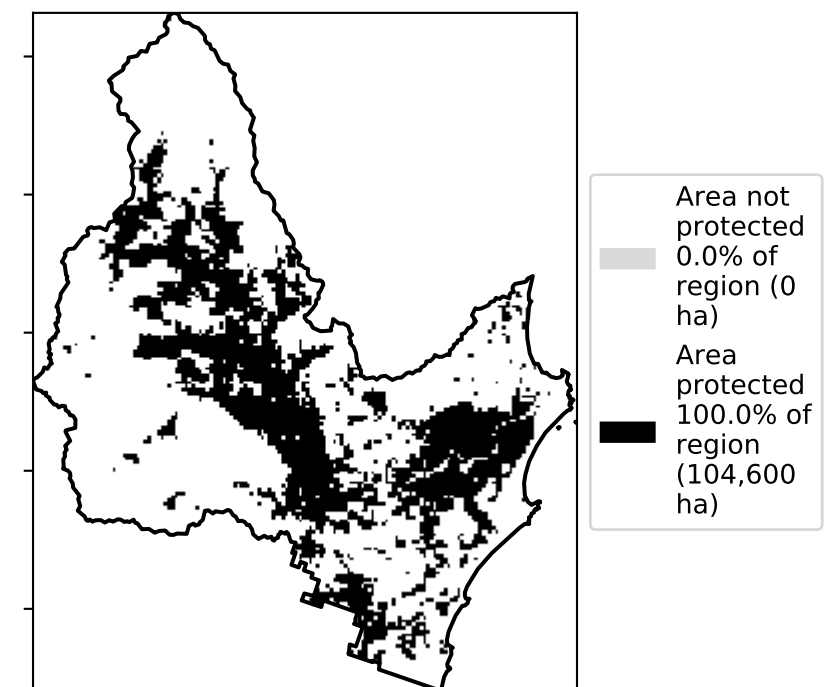 Area not
protected
0.0% of
region (0
ha)
Area
protected
100.0% of
region
(104,600
ha)